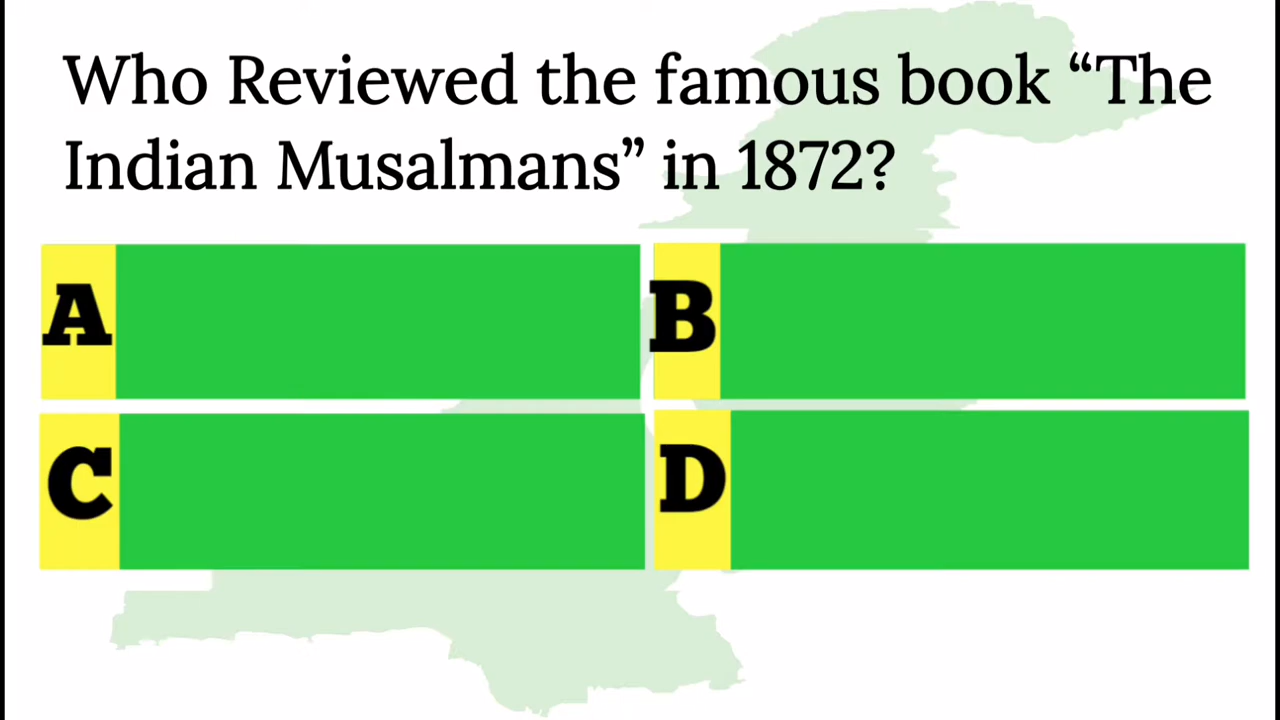 Who Reviewed the famous book “The
Indian Musalmans” in 1872?
A
B
C
D